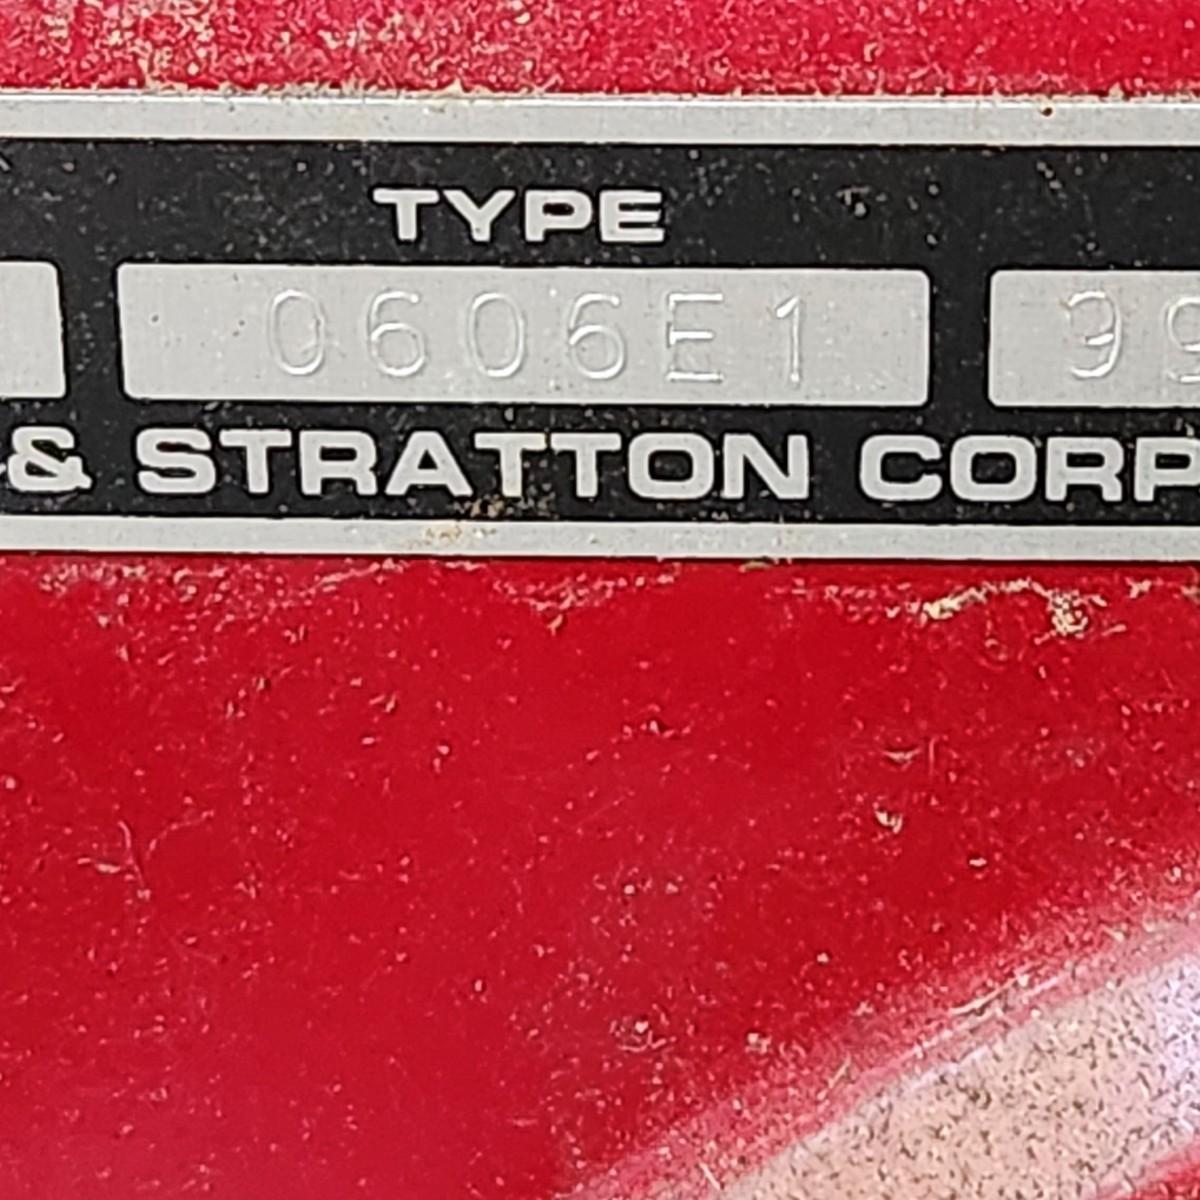 TYPE
0606E1 99
& STRATTON CORP